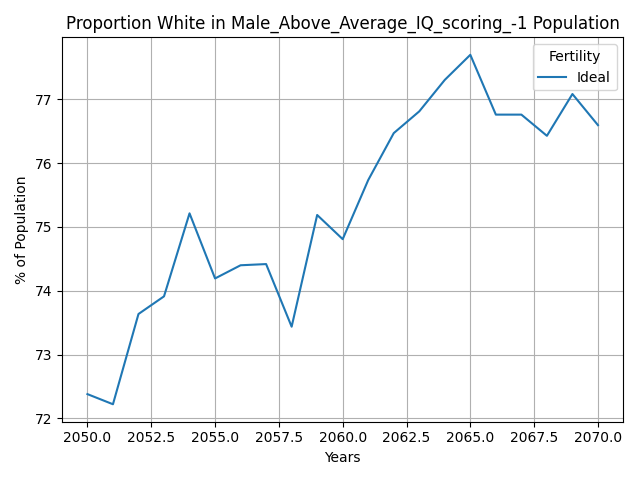 Proportion White in Male_Above_Average_IQ_scoring_-1 Population
Fertility
Ideal
% of Population
77
76
75
74
73
72
2050.0 2052.5 2055.0 2057.5 2060.0 2062.5 2065.0 2067.5 2070.0
Years